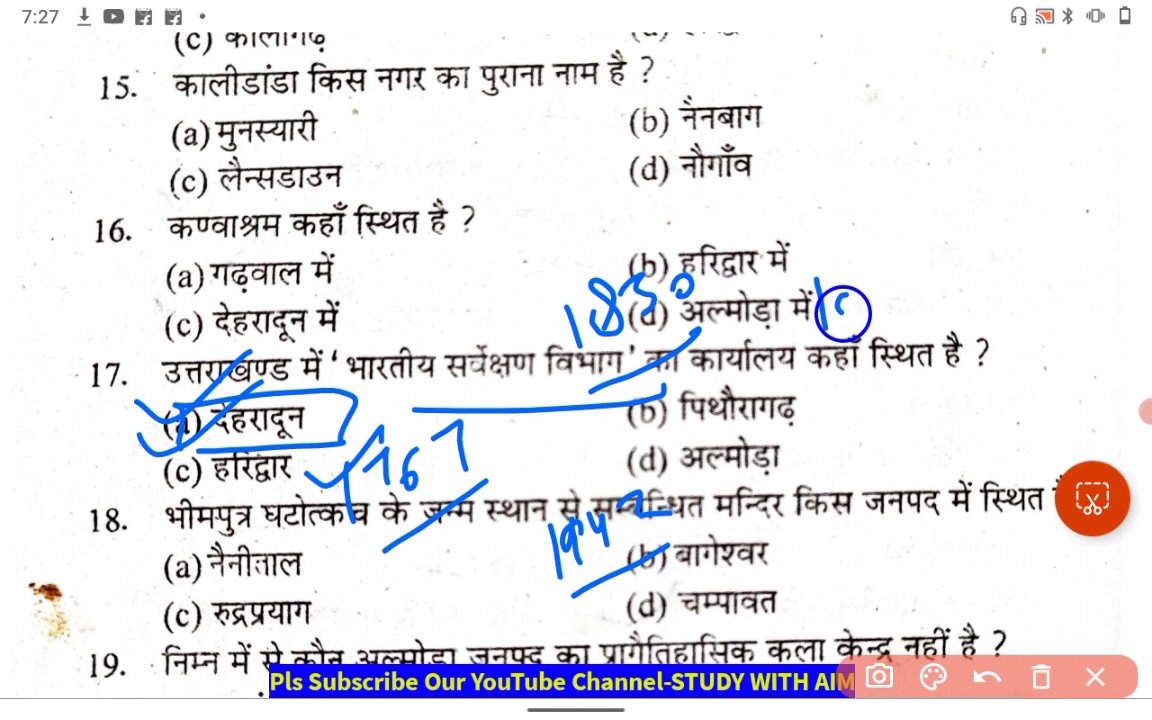 7:27
(c) कालागढ़
15. कालीडांडा किस नगर का पुराना नाम है ?
(a) मुनस्यारी (b) नैनबाग
(c) लैन्सडाउन (d) नौगाँव
16. कण्वाश्रम कहाँ स्थित है ?
(a) गढ़वाल में (b) हरिद्वार में
1830
(c) देहरादून में (d) अल्मोड़ा में
17. उत्तराखण्ड में ‘भारतीय सर्वेक्षण विभाग’ का कार्यालय कहाँ स्थित है ?
(a) देहरादून (b) पिथौरागढ़
(c) हरिद्वार 1767 (d) अल्मोड़ा
18. भीमपुत्र घटोत्कच के जन्म स्थान से सम्बन्धित मन्दिर किस जनपद में स्थित
1942
(a) नैनीताल (b) बागेश्वर
(c) रुद्रप्रयाग (d) चम्पावत
19. निम्न में से कौन अल्मोड़ा जनपद का प्रागैतिहासिक कला केन्द्र नहीं है ?
Pls Subscribe Our YouTube Channel-STUDY WITH AIM